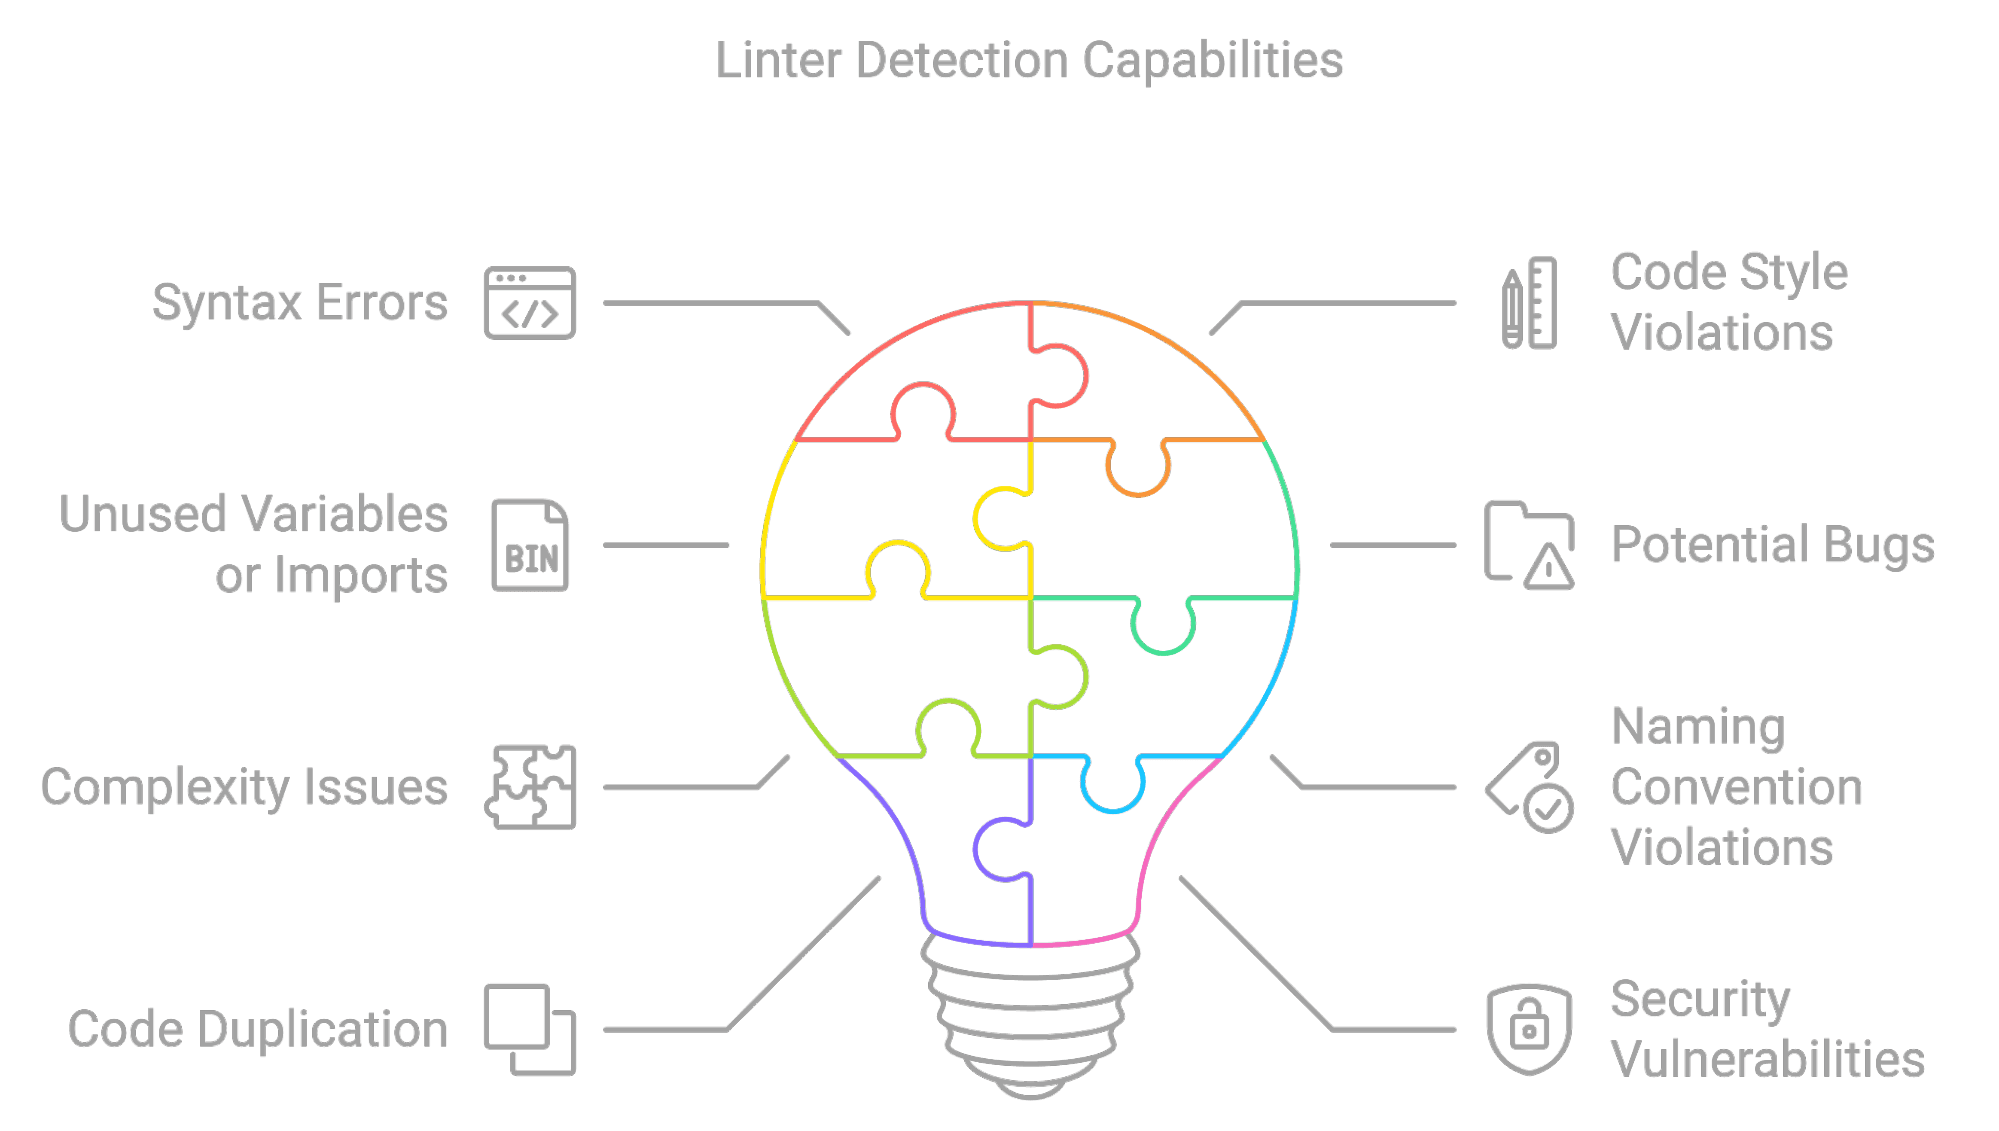 Linter Detection Capabilities
Syntax Errors
</>
Code Style
Violations
Unused Variables
or Imports
BIN
Potential Bugs
Complexity Issues
Naming
Convention
Violations
Code Duplication
Security
Vulnerabilities